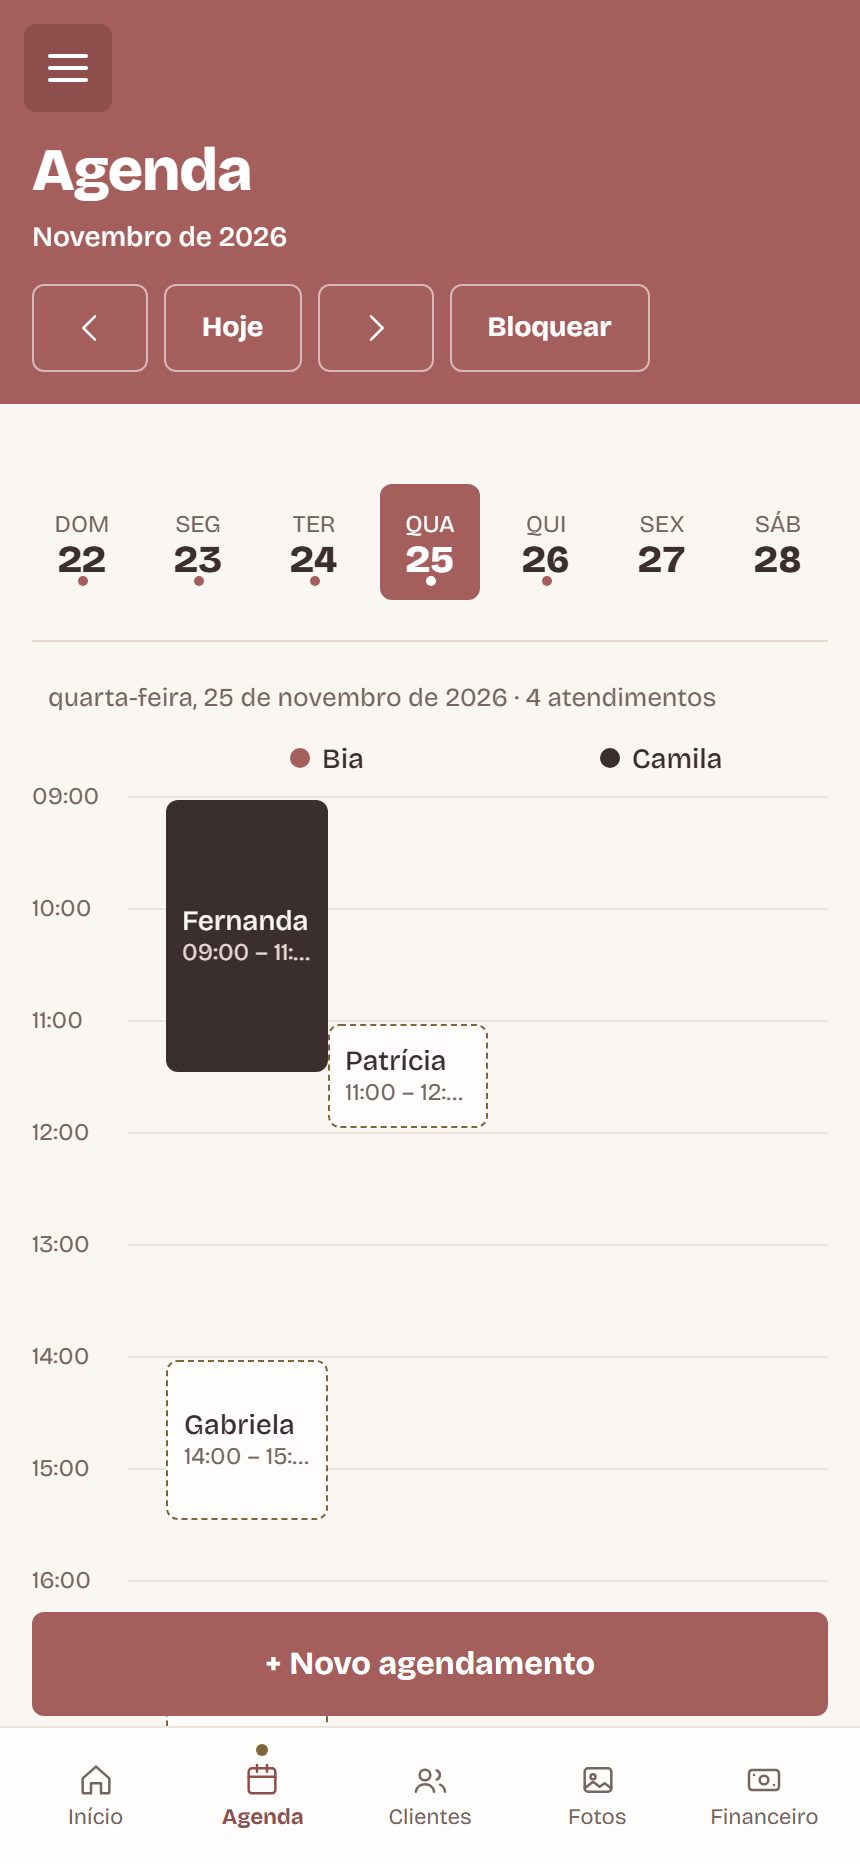 Agenda
Novembro de 2026
Hoje
Bloquear
DOM SEG TER QUA QUI SEX SÁB
22 23 24 25 26 27 28
quarta-feira, 25 de novembro de 2026 · 4 atendimentos
Bia Camila
09:00
Fernanda
09:00 – 11:...
10:00
11:00
Patrícia
11:00 – 12:...
12:00
13:00
14:00
Gabriela
14:00 – 15:...
15:00
16:00
+ Novo agendamento
Início Agenda Clientes Fotos Financeiro